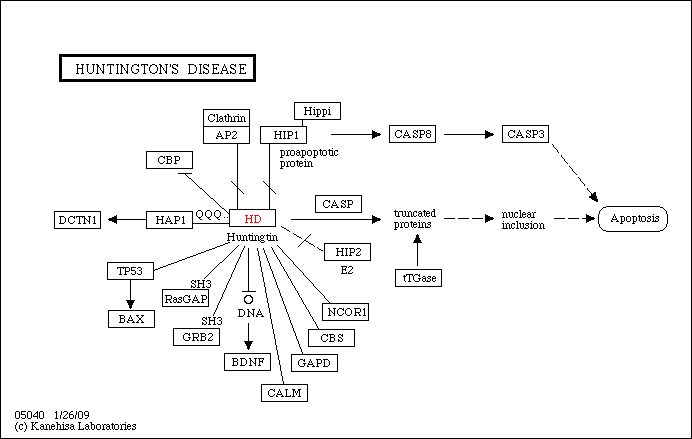 HUNTINGTON'S DISEASE
Hippi
Clathrin
AP2
HIP1
CASP8
CASP3
proapoptotic
protein
CBP
CASP
QQQ...
DCTN1
HAP1
HD
truncated
proteins
nuclear
inclusion
Apoptosis
Huntingtin
HIP2
E2
TP53
tTGase
SH3
RasGAP
DNA
NCOR1
BAX
SH3
GRB2
CBS
BDNF
GAPD
CALM
05040 1/26/09
(c) Kanehisa Laboratories